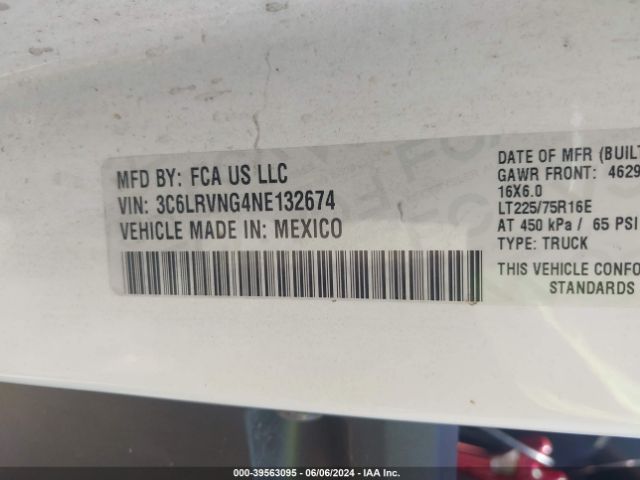 MFD BY: FCA US LLC
VIN: 3C6LRVNG4NE132674
VEHICLE MADE IN: MEXICO
DATE OF MFR (BUILT
GAWR FRONT: 4629
16X6.0
LT225/75R16E
AT 450 kPa / 65 PSI
TYPE: TRUCK
THIS VEHICLE CONFO
STANDARDS
000-39563095 - 06/06/2024 - IAA Inc.